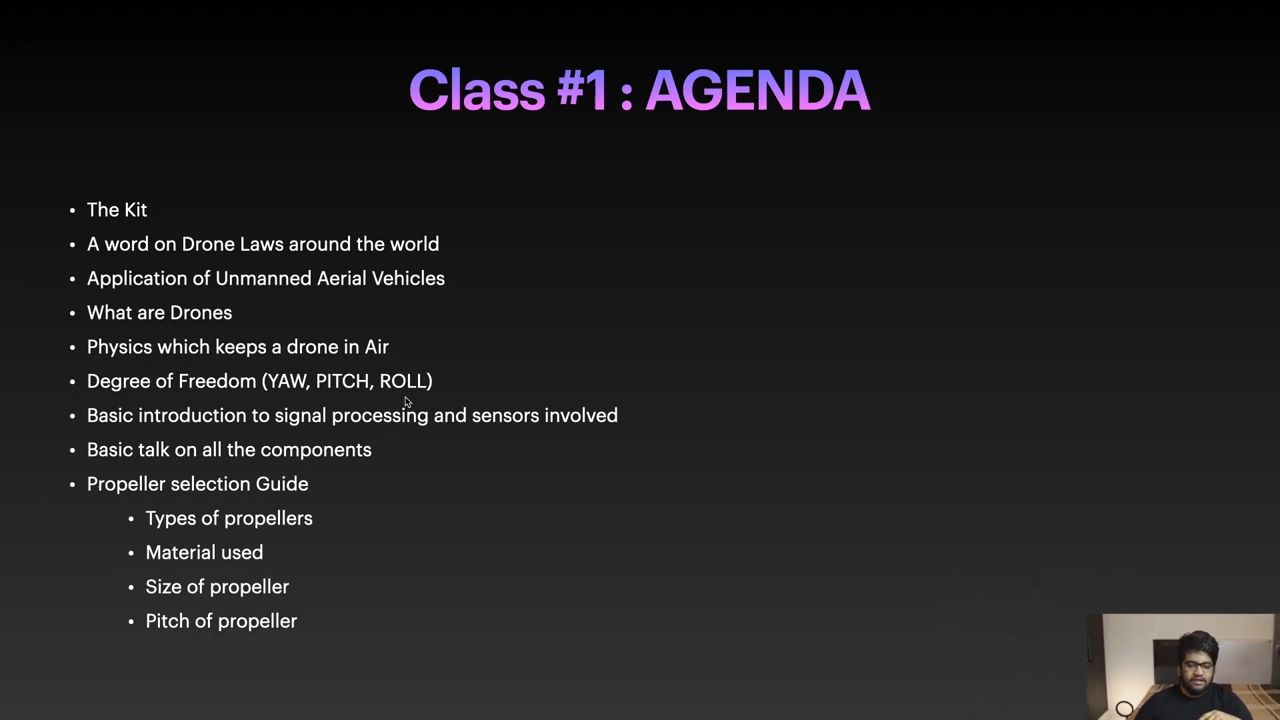 Class #1 : AGENDA
• The Kit
• A word on Drone Laws around the world
• Application of Unmanned Aerial Vehicles
• What are Drones
• Physics which keeps a drone in Air
• Degree of Freedom (YAW, PITCH, ROLL)
• Basic introduction to signal processing and sensors involved
• Basic talk on all the components
• Propeller selection Guide
• Types of propellers
• Material used
• Size of propeller
• Pitch of propeller